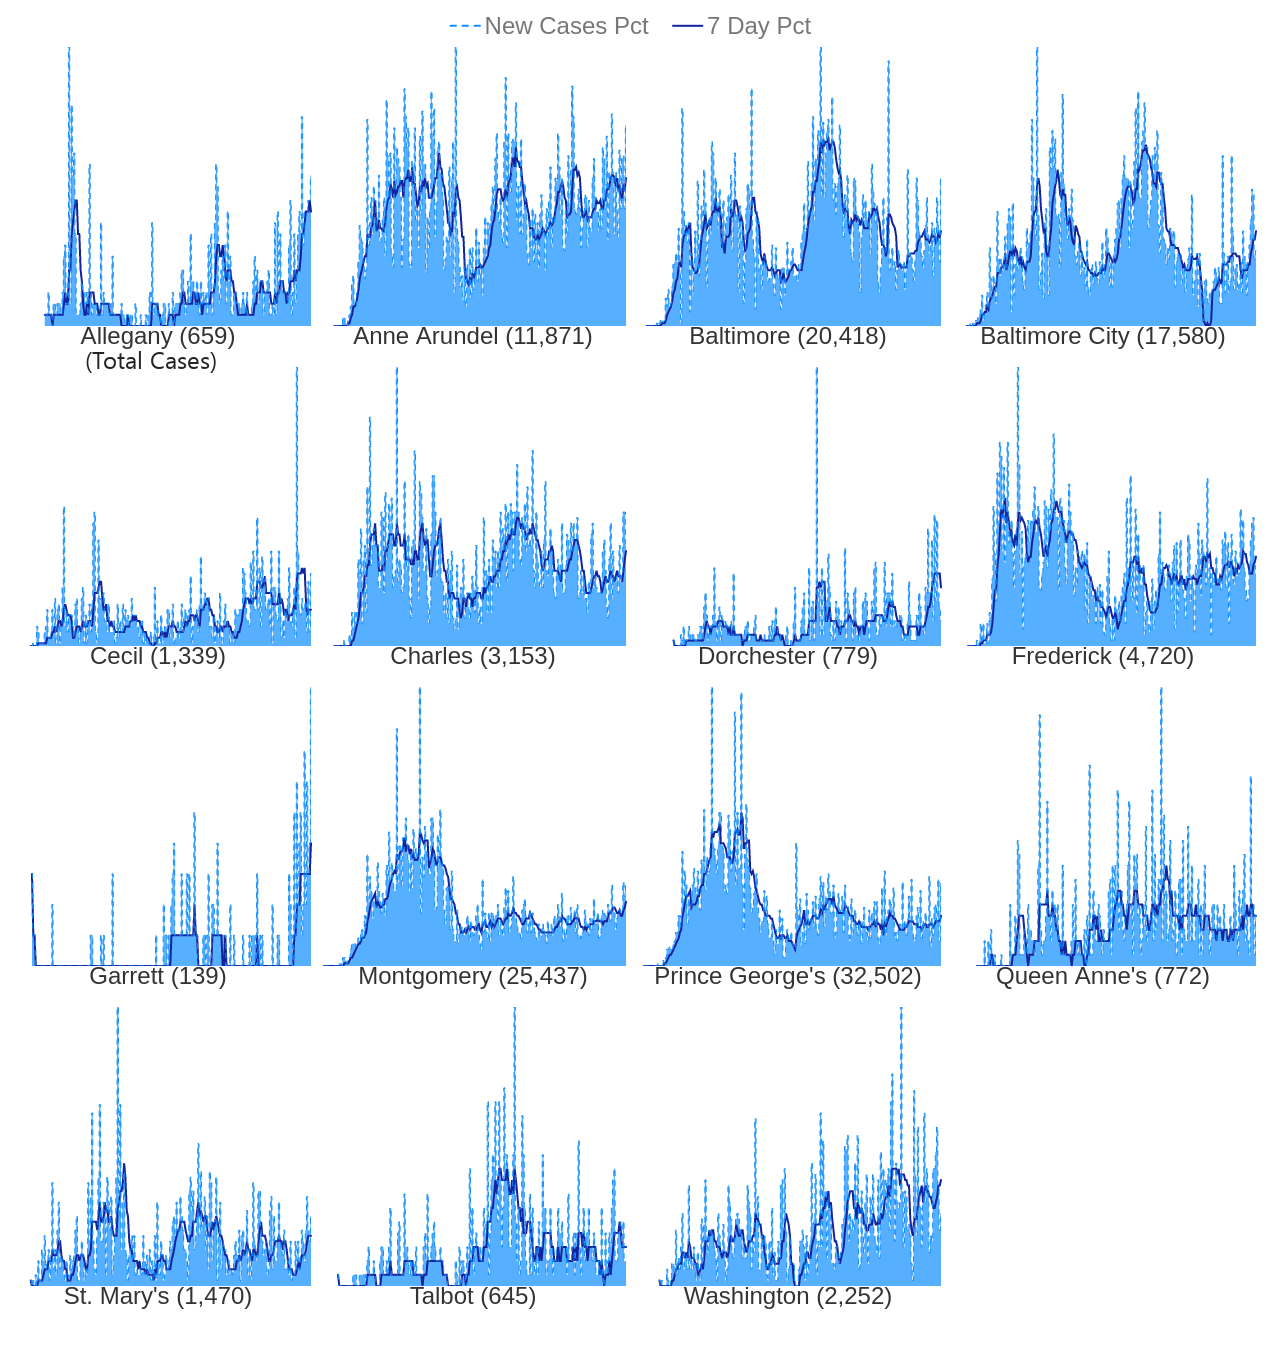 New Cases Pct 7 Day Pct
Allegany (659) Anne Arundel (11,871) Baltimore (20,418) Baltimore City (17,580)
(Total Cases)
Cecil (1,339) Charles (3,153) Dorchester (779) Frederick (4,720)
Garrett (139) Montgomery (25,437) Prince George's (32,502) Queen Anne's (772)
St. Mary's (1,470) Talbot (645) Washington (2,252)